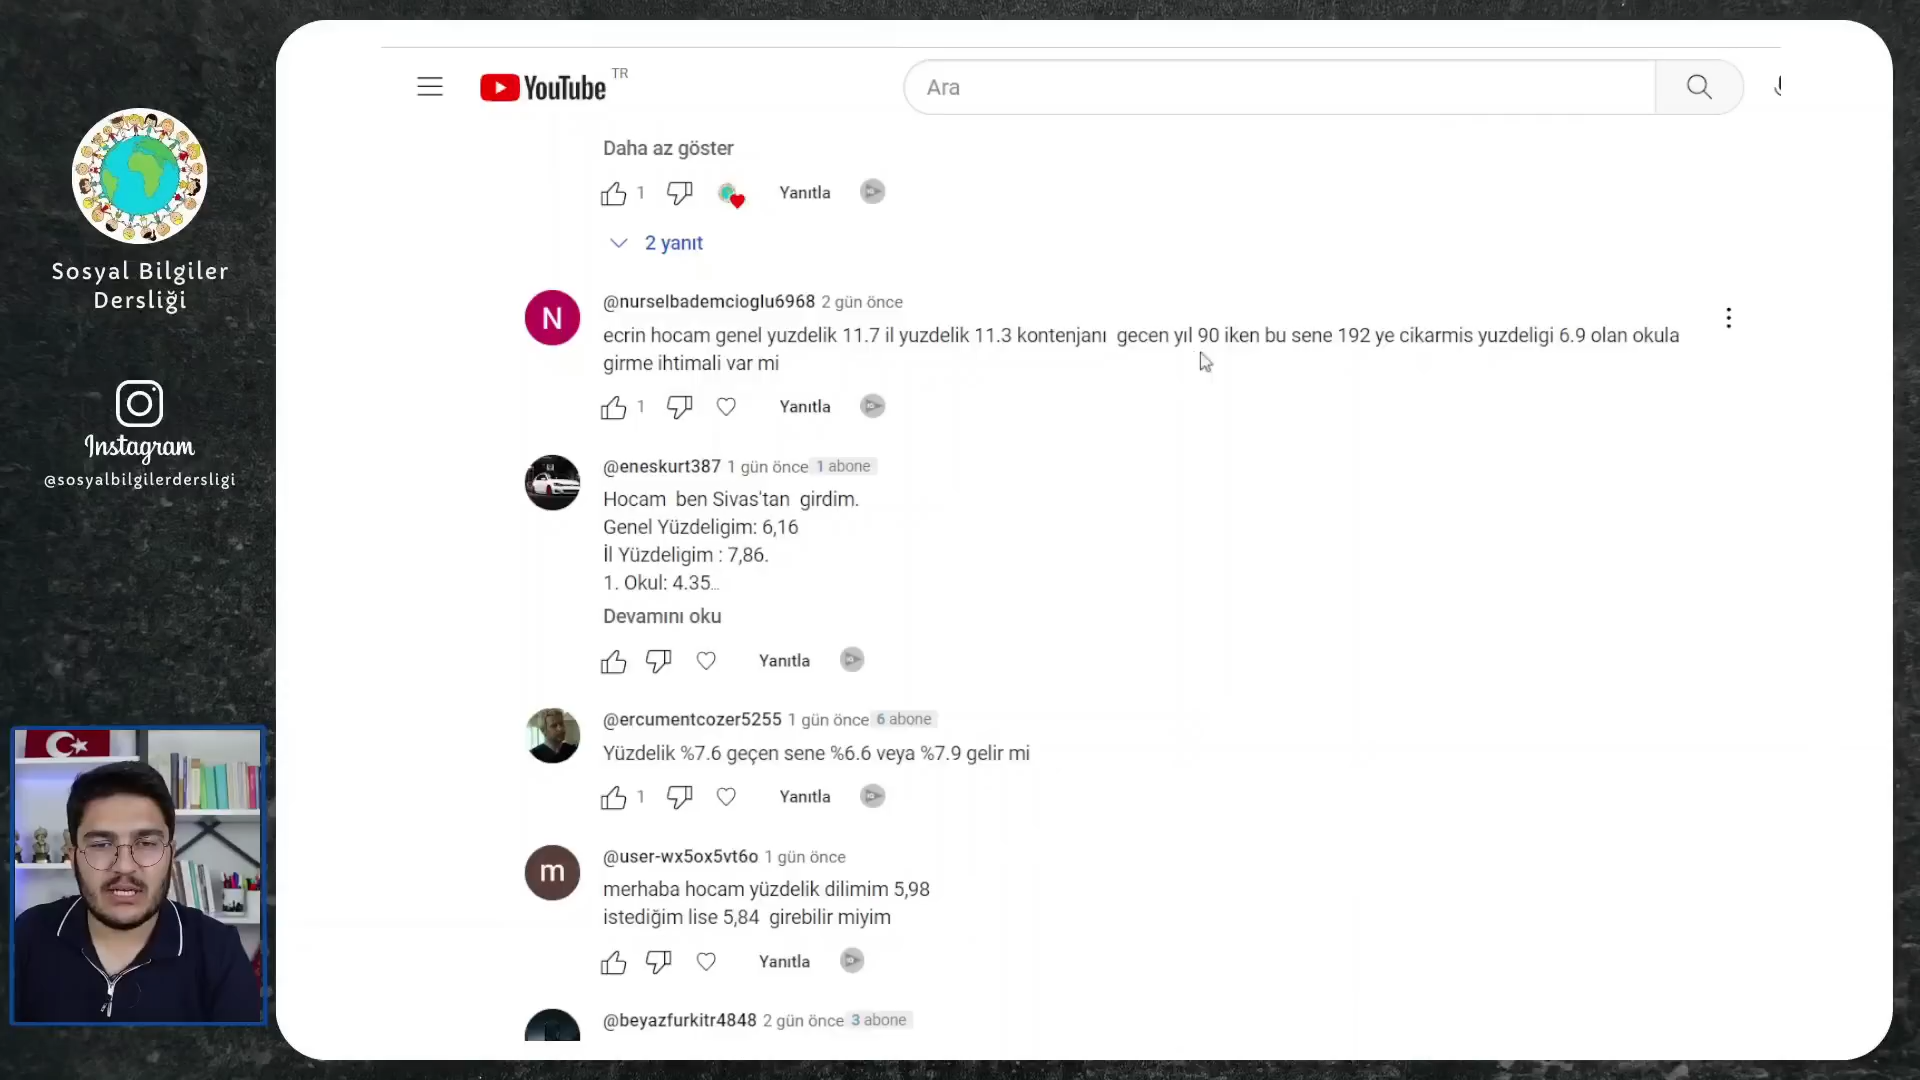 Sosyal Bilgiler
Dersliği
Instagram
@sosyalbilgilerdersligi
YouTube TR
Ara
Daha az göster
1 Yanıtla
2 yanıt
N
@nurselbademcioglu6968 2 gün önce
ecrin hocam genel yuzdelik 11.7 il yuzdelik 11.3 kontenjanı gecen yıl 90 iken bu sene 192 ye cikarmis yuzdeligi 6.9 olan okula
girme ihtimali var mi
1 Yanıtla
@eneskurt387 1 gün önce 1 abone
Hocam ben Sivas'tan girdim.
Genel Yüzdeligim: 6,16
İl Yüzdeligim : 7,86.
1. Okul: 4.35...
Devamını oku
Yanıtla
@ercumentcozer5255 1 gün önce 6 abone
Yüzdelik %7.6 geçen sene %6.6 veya %7.9 gelir mi
1 Yanıtla
m
@user-wx5ox5vt6o 1 gün önce
merhaba hocam yüzdelik dilimim 5,98
istediğim lise 5,84 girebilir miyim
Yanıtla
@beyazfurkitr4848 2 gün önce 3 abone